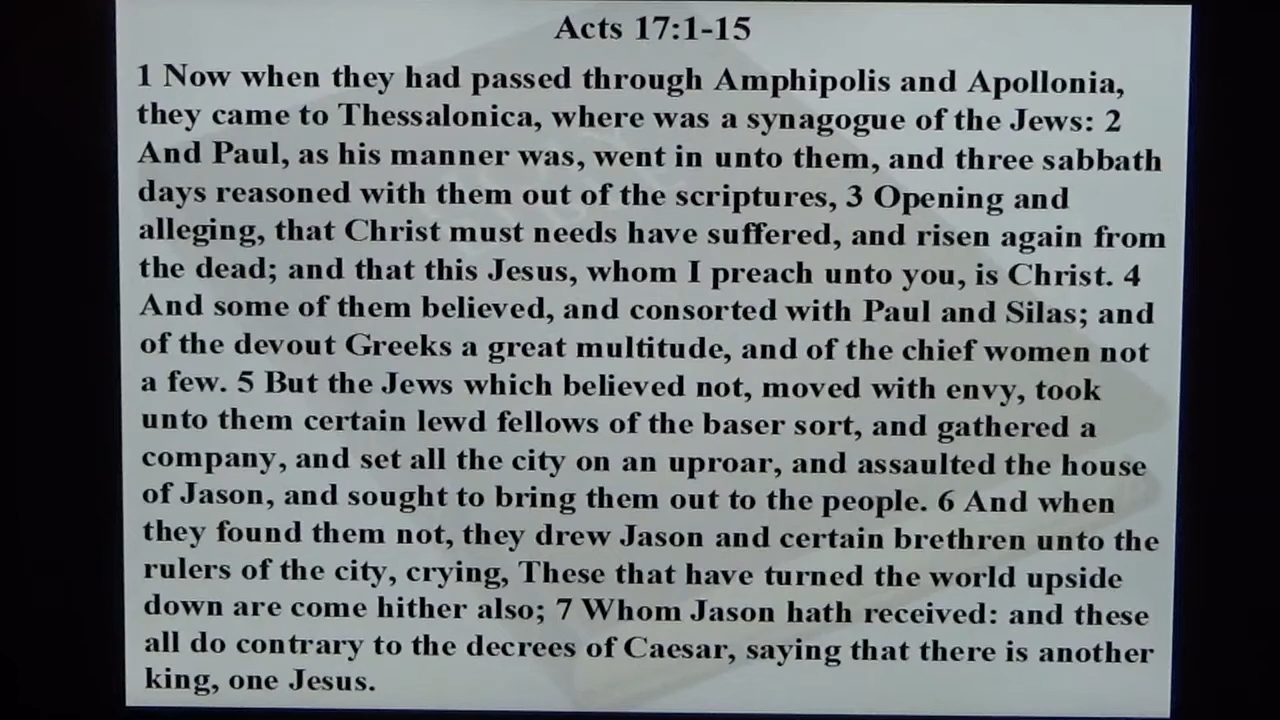 Acts 17:1-15
1 Now when they had passed through Amphipolis and Apollonia,
they came to Thessalonica, where was a synagogue of the Jews: 2
And Paul, as his manner was, went in unto them, and three sabbath
days reasoned with them out of the scriptures, 3 Opening and
alleging, that Christ must needs have suffered, and risen again from
the dead; and that this Jesus, whom I preach unto you, is Christ. 4
And some of them believed, and consorted with Paul and Silas; and
of the devout Greeks a great multitude, and of the chief women not
a few. 5 But the Jews which believed not, moved with envy, took
unto them certain lewd fellows of the baser sort, and gathered a
company, and set all the city on an uproar, and assaulted the house
of Jason, and sought to bring them out to the people. 6 And when
they found them not, they drew Jason and certain brethren unto the
rulers of the city, crying, These that have turned the world upside
down are come hither also; 7 Whom Jason hath received: and these
all do contrary to the decrees of Caesar, saying that there is another
king, one Jesus.